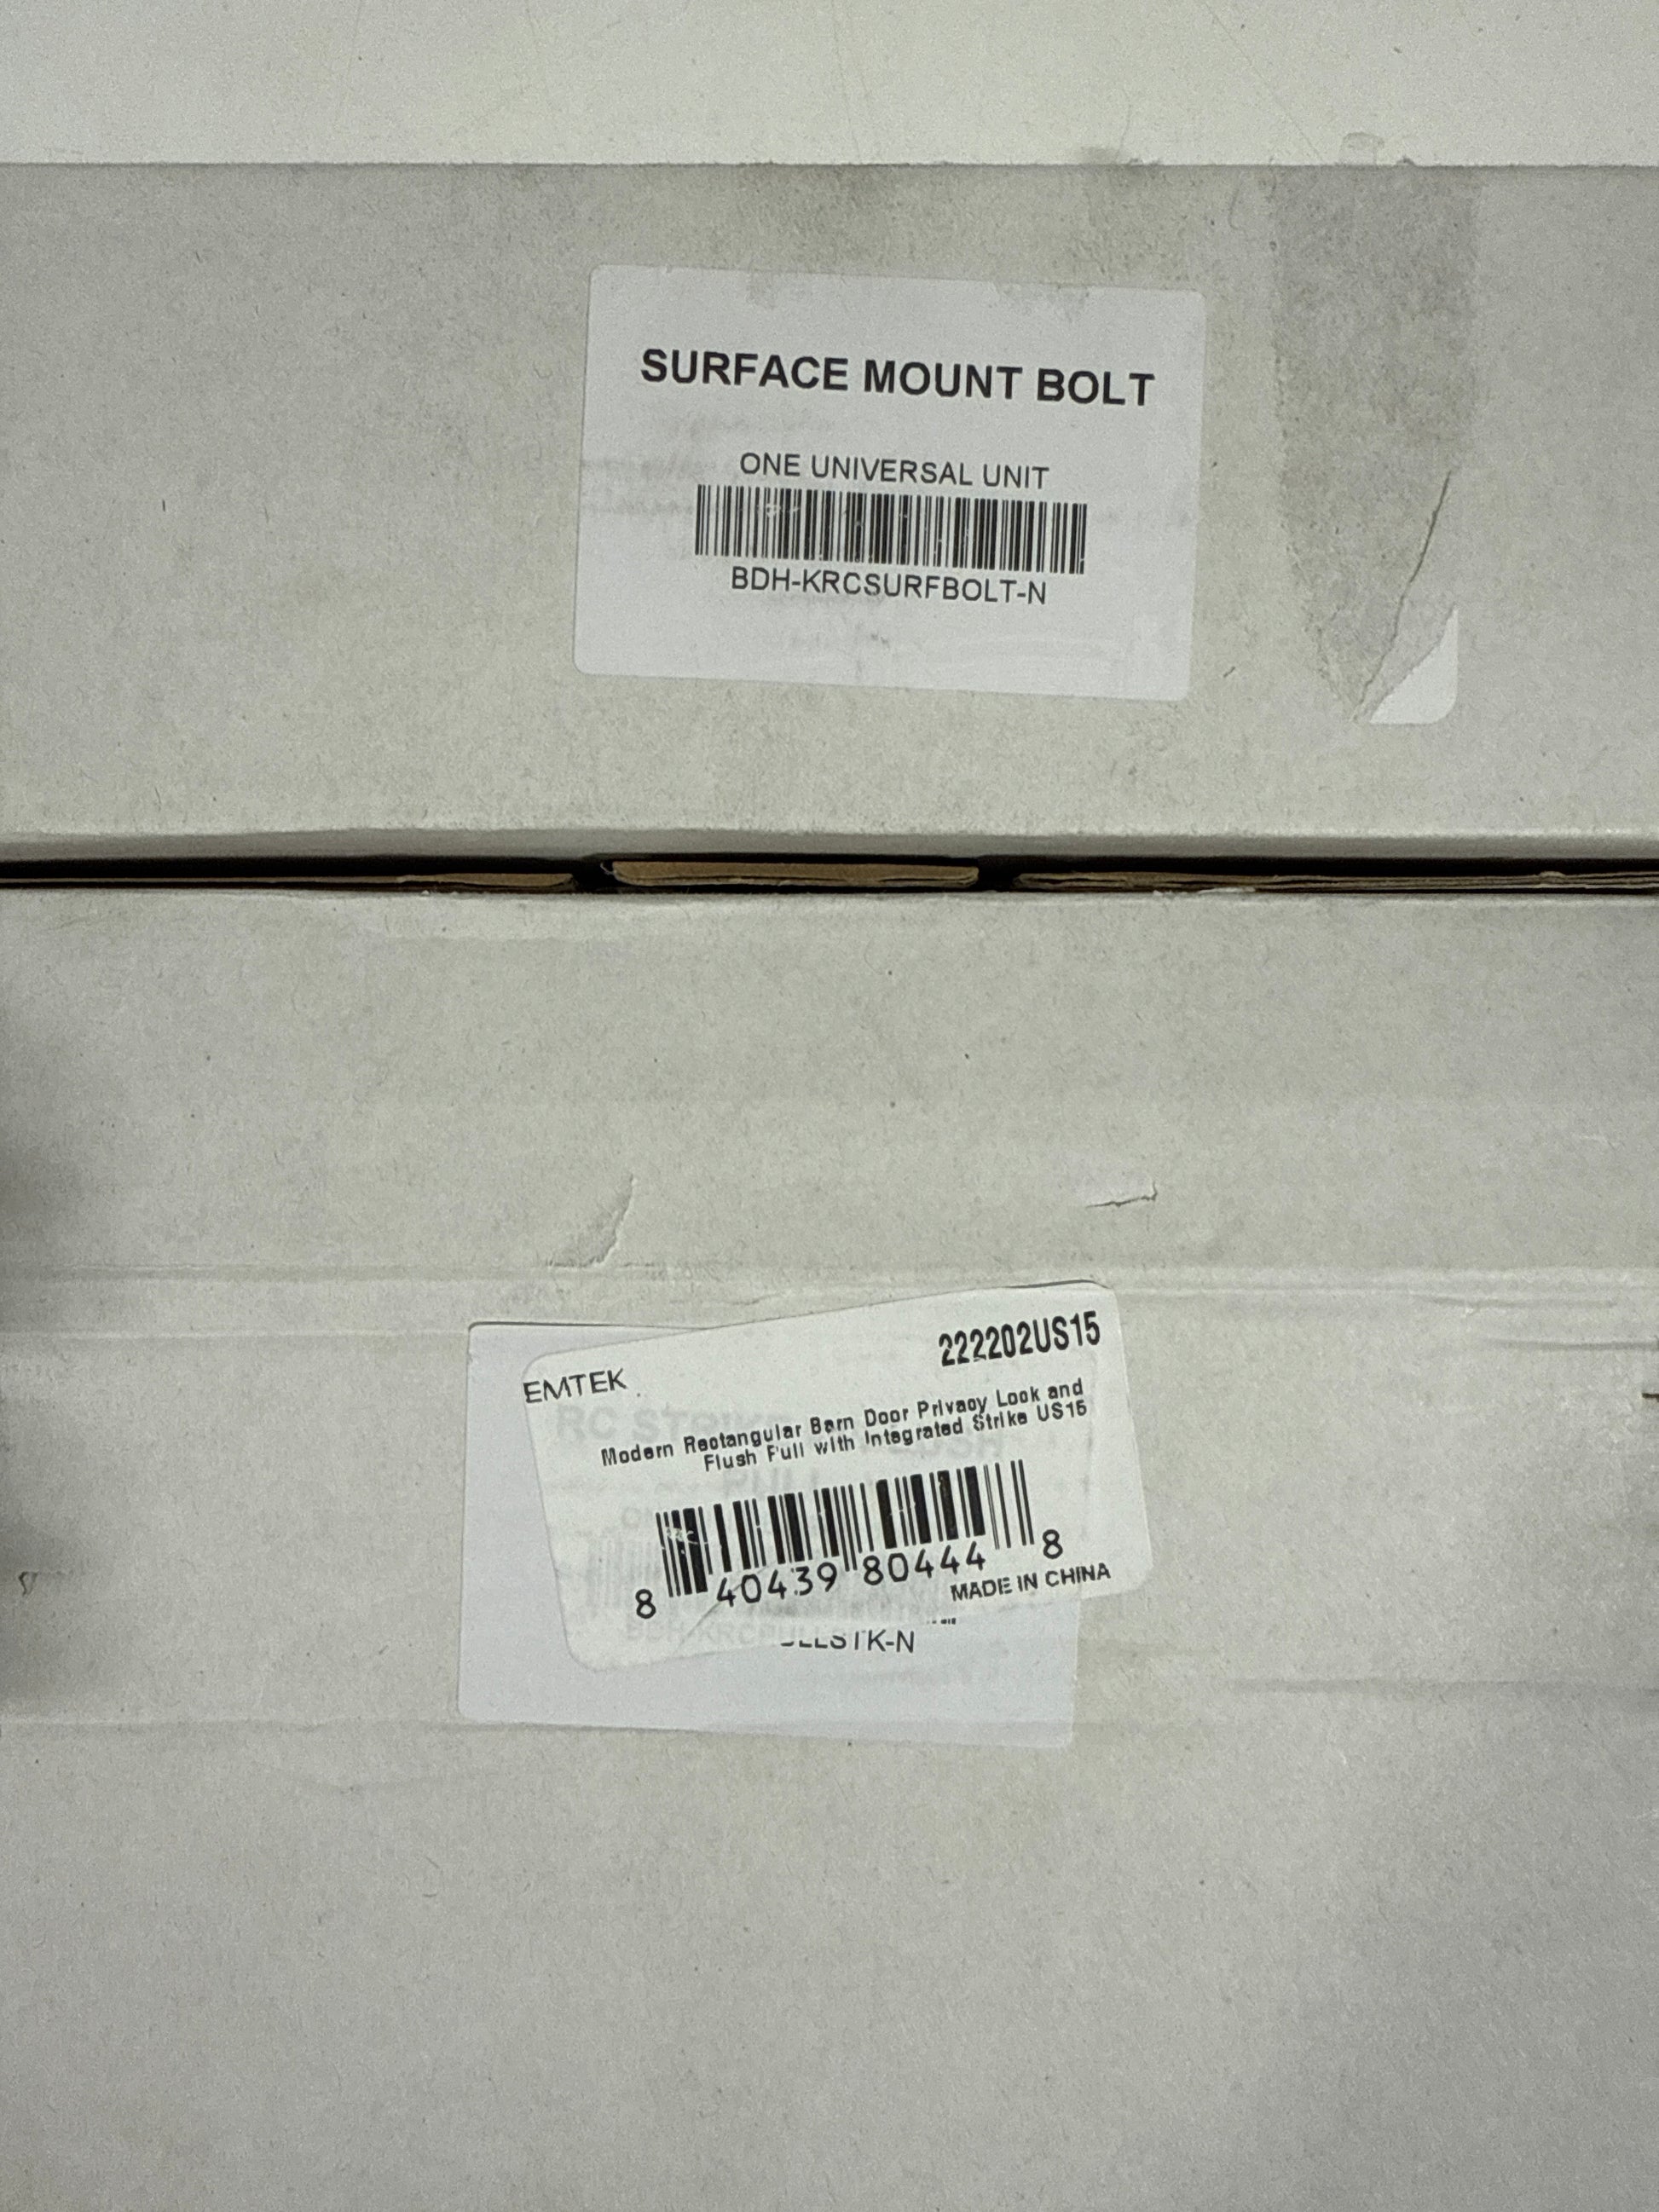 SURFACE MOUNT BOLT
ONE UNIVERSAL UNIT
BDH-KRCSURFBOLT-N
222202US15
EMTEK
Modern Rectangular Barn Door Privacy Lock and
Flush Pull with Integrated Strike US15
8 40439 80444 8
MADE IN CHINA